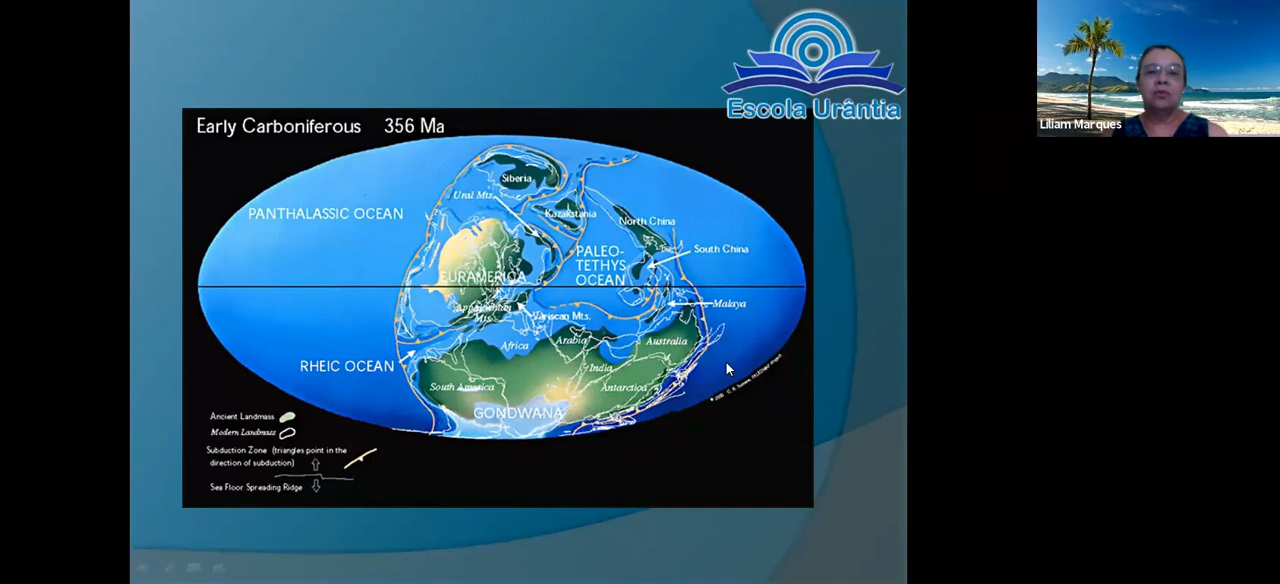 Escola Urântia
Liliam Marques
Early Carboniferous 356 Ma
Siberia
Ural Mts.
Kazakstania
PANTHALASSIC OCEAN
North China
PALEO-
TETHYS
OCEAN
South China
EURAMERICA
Appalachian
Mts.
Variscan Mts.
Malaya
Africa
Arabia
Australia
RHEIC OCEAN
India
South America
Antarctica
GONDWANA
Ancient Landmass
Modern Landmass
Subduction Zone (triangles point in the
direction of subduction)
Sea Floor Spreading Ridge